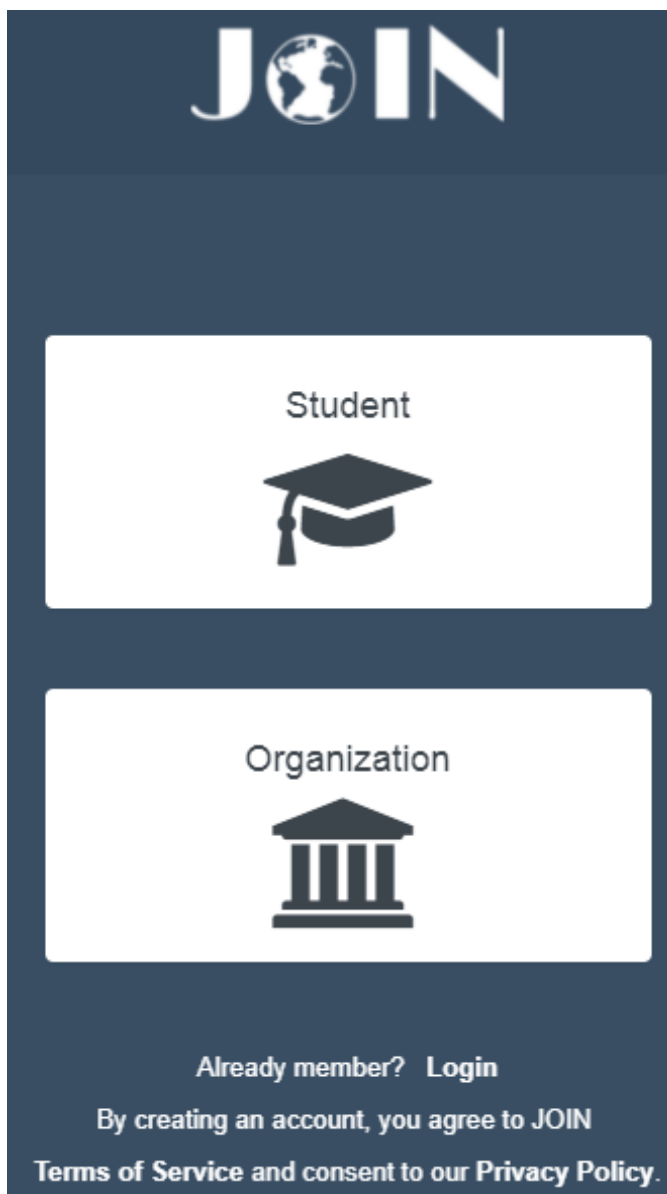 JOIN
Student
Organization
Already member? Login
By creating an account, you agree to JOIN
Terms of Service and consent to our Privacy Policy.